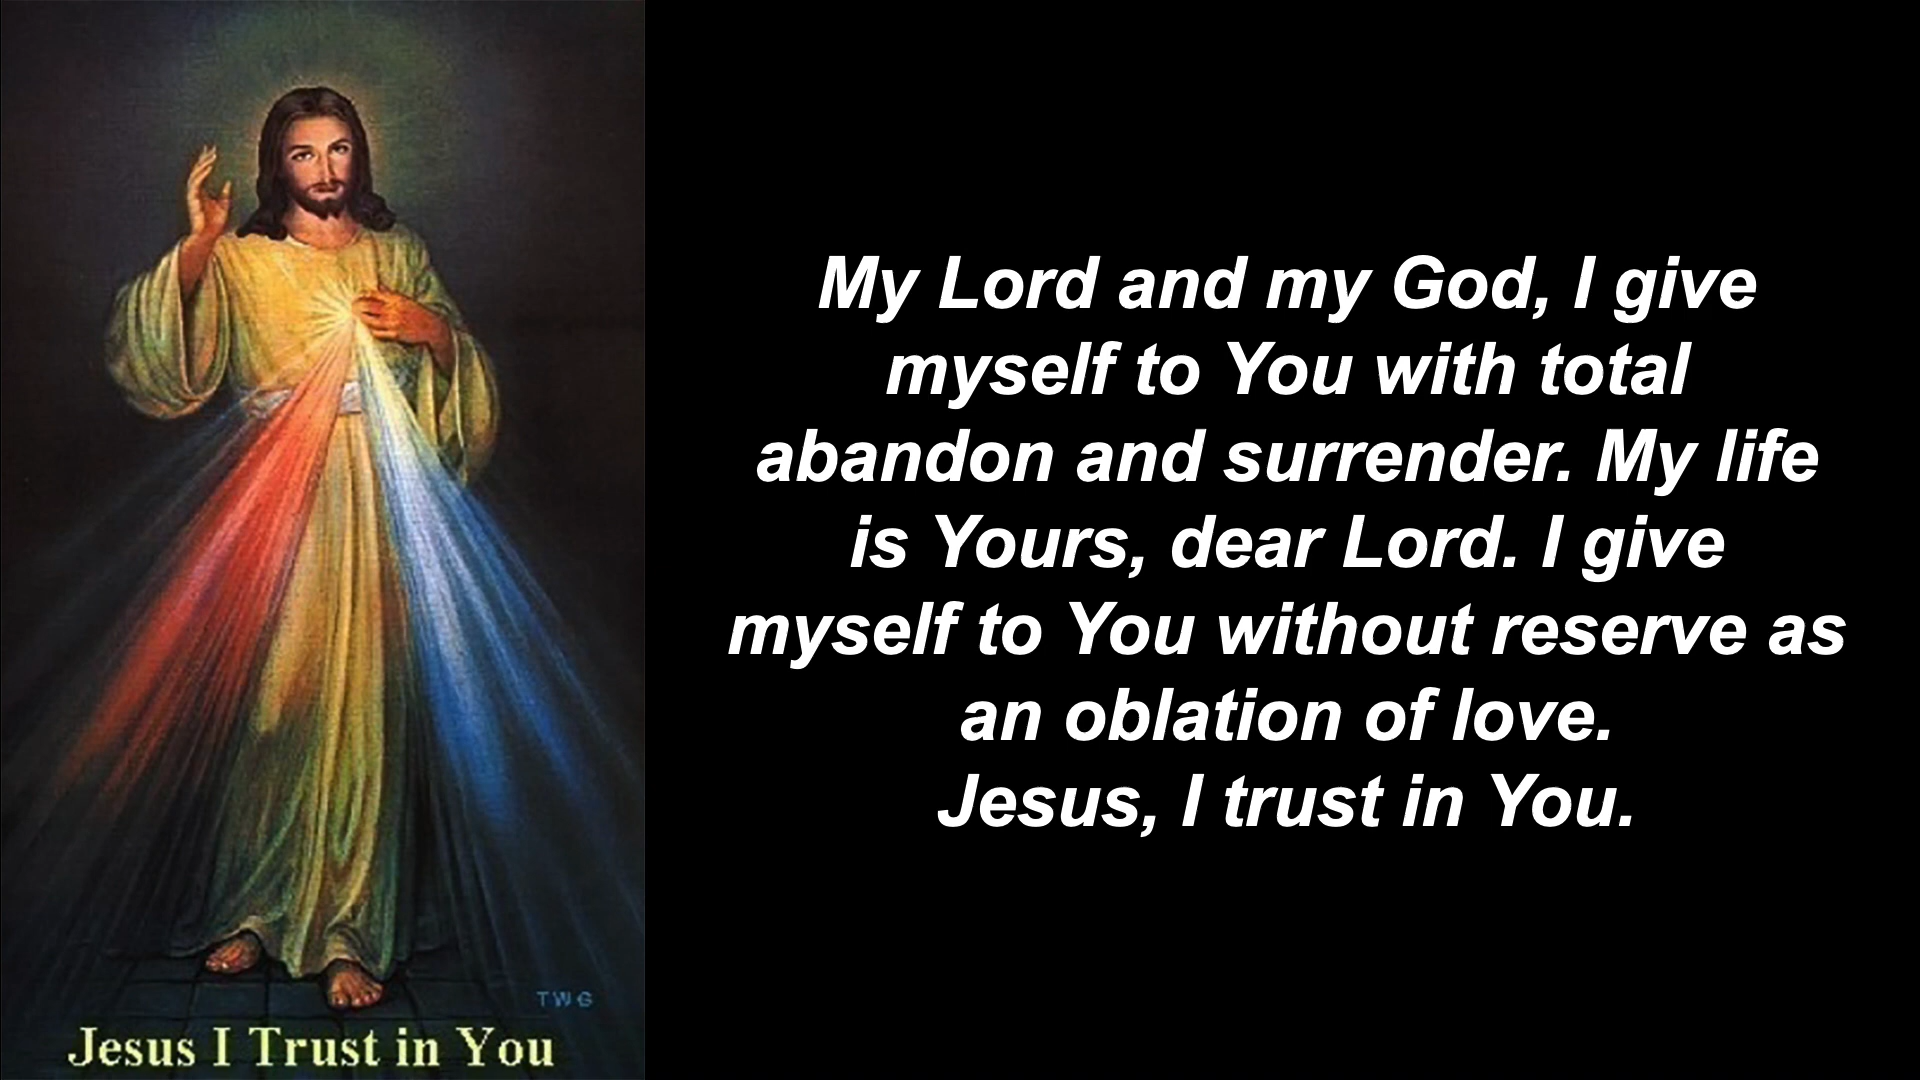 My Lord and my God, I give
myself to You with total
abandon and surrender. My life
is Yours, dear Lord. I give
myself to You without reserve as
an oblation of love.
Jesus, I trust in You.
TWG
Jesus I Trust in You